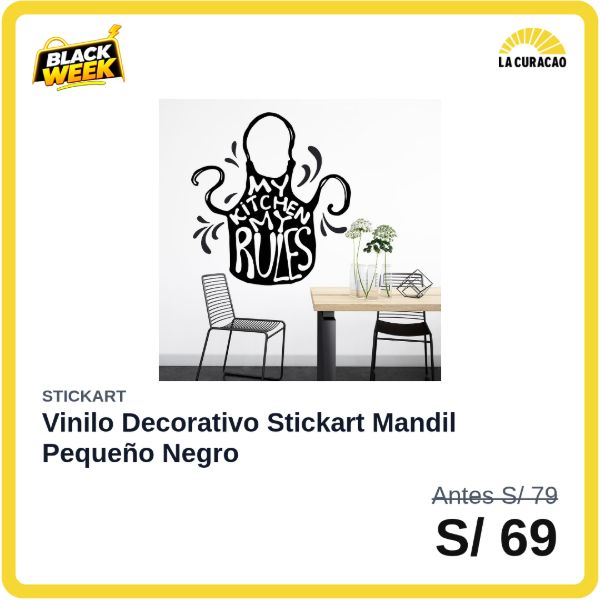 BLACK
WEEK
LA CURACAO
MY
KITCHEN
MY
RULES
STICKART
Vinilo Decorativo Stickart Mandil
Pequeño Negro
Antes S/ 79
S/ 69